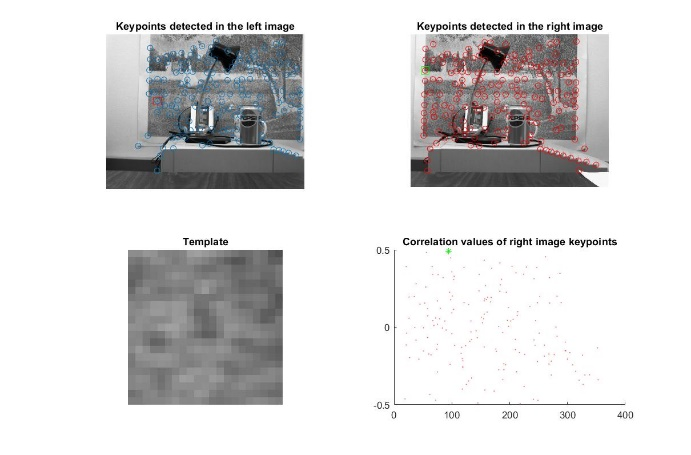 Keypoints detected in the left image
Keypoints detected in the right image
Template
Correlation values of right image keypoints
0.5
0
-0.5
0 100 200 300 400